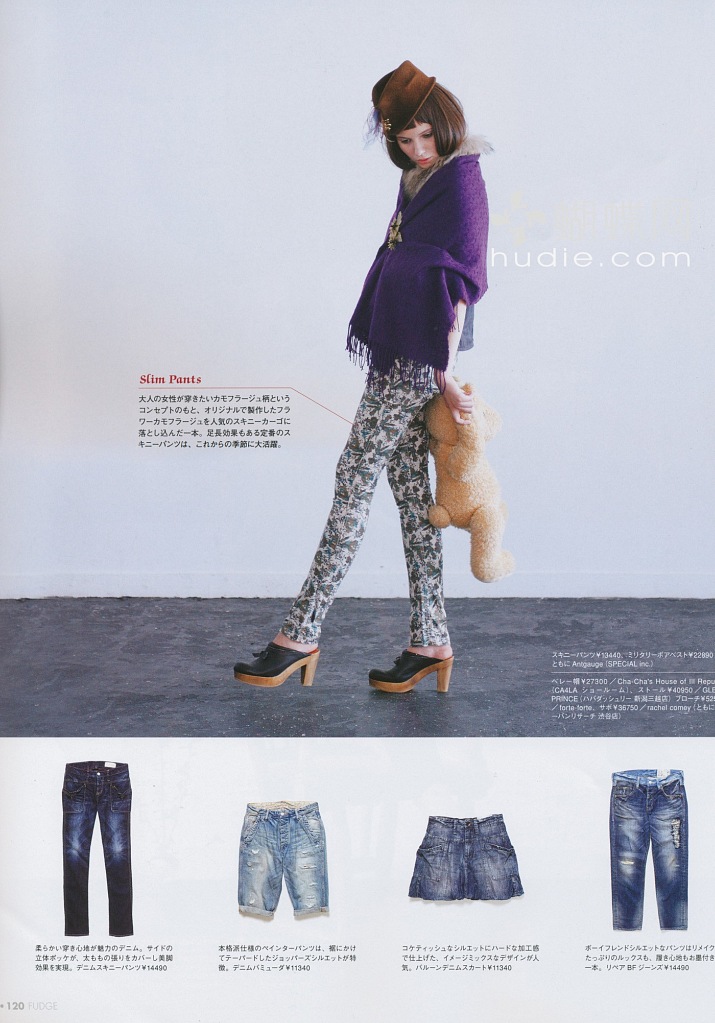 hudie.com
Slim Pants
大人の女性が穿きたいカモフラージュ柄という
コンセプトのもと、オリジナルで製作したフラ
ワーカモフラージュを人気のスキニーカーゴに
落とし込んだ一本。足長効果もある定番のス
キニーパンツは、これからの季節に大活躍。
スキニーパンツ¥13440、ミリタリーボアベスト¥22890
ともに Antgauge (SPECIAL inc.)
ベレー帽¥27300／Cha-Cha's House of Ill Repu
(CA4LA ショールーム)、ストール¥40950／GLE
PRINCE (ハバダッシュリー 新潟三越店) ブローチ¥525
／forte-forte、サボ¥36750／rachel comey (ともに
ーバンリサーチ 渋谷店)
柔らかい穿き心地が魅力のデニム。サイドの
立体ポッケが、太ももの張りをカバーし美脚
効果を実現。デニムスキニーパンツ¥14490
本格派仕様のペインターパンツは、裾にかけ
てテーパードしたジョッパーズシルエットが特
徴。デニムバミューダ¥11340
コケティッシュなシルエットにハードな加工感
で仕上げた、イメージミックスなデザインが人
気。バルーンデニムスカート¥11340
ボーイフレンドシルエットなパンツはリメイク
たっぷりのルックスも、履き心地もお墨付き
一本。リペア BF ジーンズ¥14490
120 FUDGE